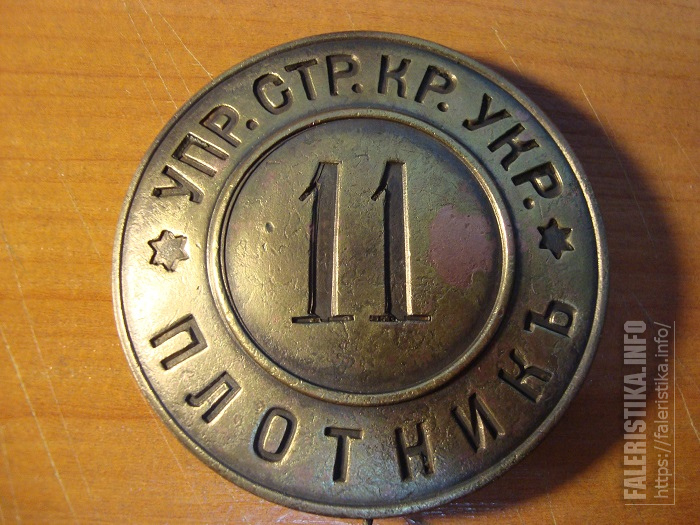 УПР. СТР. КР. УКР.
11
ПЛОТНИКЪ
FALERISTIKA.INFO
https://faleristika.info/